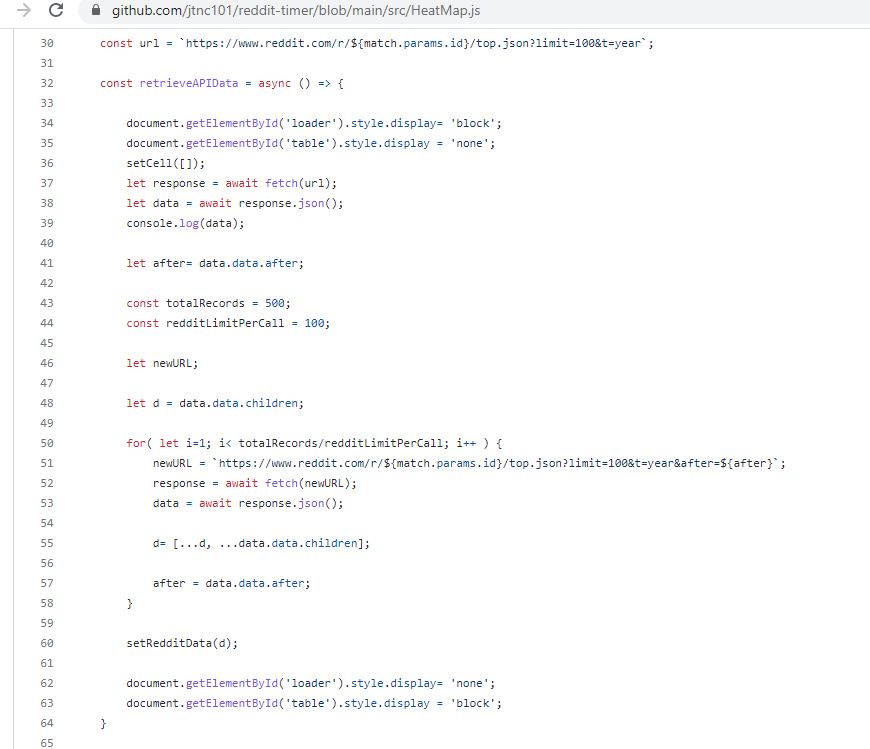 github.com/jtnc101/reddit-timer/blob/main/src/HeatMap.js
30 const url = `https://www.reddit.com/r/${match.params.id}/top.json?limit=100&t=year`;
31
32 const retrieveAPIData = async () => {
33
34 document.getElementById('loader').style.display= 'block';
35 document.getElementById('table').style.display = 'none';
36 setCell([]);
37 let response = await fetch(url);
38 let data = await response.json();
39 console.log(data);
40
41 let after= data.data.after;
42
43 const totalRecords = 500;
44 const redditLimitPerCall = 100;
45
46 let newURL;
47
48 let d = data.data.children;
49
50 for( let i=1; i< totalRecords/redditLimitPerCall; i++ ) {
51 newURL = `https://www.reddit.com/r/${match.params.id}/top.json?limit=100&t=year&after=${after}`;
52 response = await fetch(newURL);
53 data = await response.json();
54
55 d= [...d, ...data.data.children];
56
57 after = data.data.after;
58 }
59
60 setRedditData(d);
61
62 document.getElementById('loader').style.display= 'none';
63 document.getElementById('table').style.display = 'block';
64 }
65